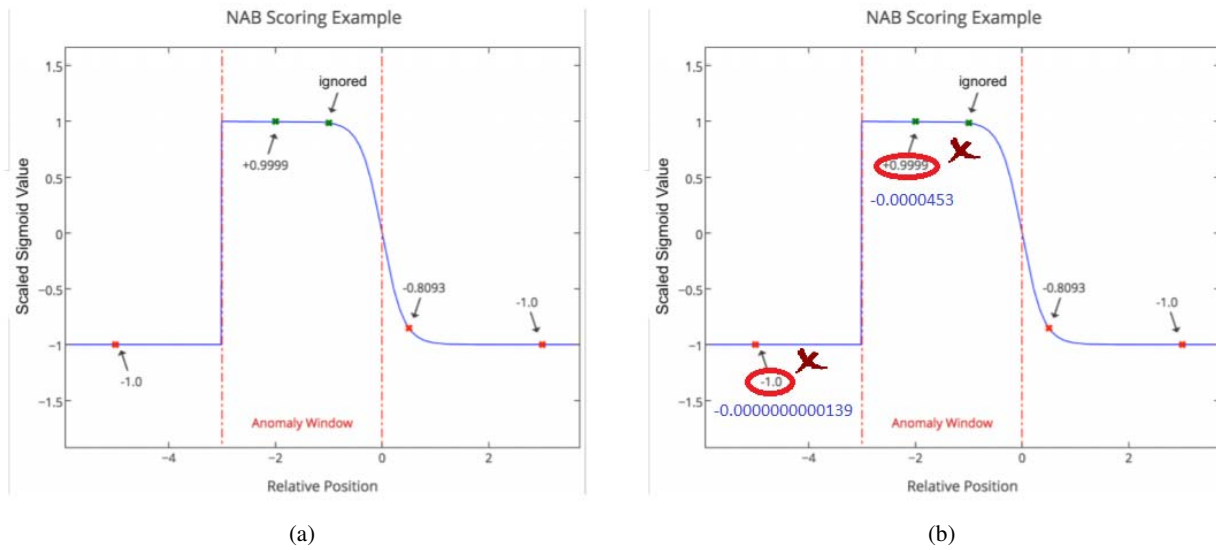 NAB Scoring Example
Scaled Sigmoid Value
1.5
1
0.5
0
−0.5
−1
−1.5
ignored
+0.9999
-0.8093
-1.0
-1.0
Anomaly Window
−4
−2
0
2
Relative Position
(a)
NAB Scoring Example
Scaled Sigmoid Value
1.5
1
0.5
0
−0.5
−1
−1.5
ignored
+0.9999
-0.0000453
-0.8093
-1.0
-1.0
-0.0000000000139
Anomaly Window
−4
−2
0
2
Relative Position
(b)